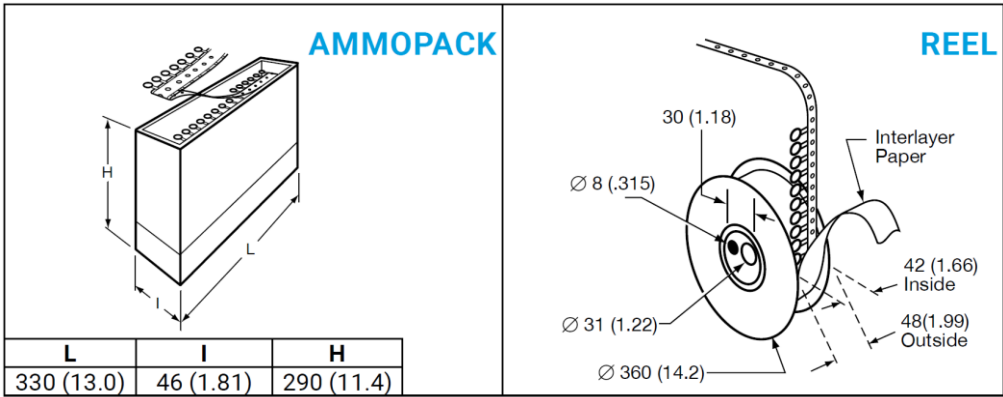 AMMOPACK
H
L
I
L I H
330 (13.0) 46 (1.81) 290 (11.4)
REEL
30 (1.18)
Interlayer
Paper
∅ 8 (.315)
42 (1.66)
Inside
∅ 31 (1.22)
48(1.99)
Outside
∅ 360 (14.2)